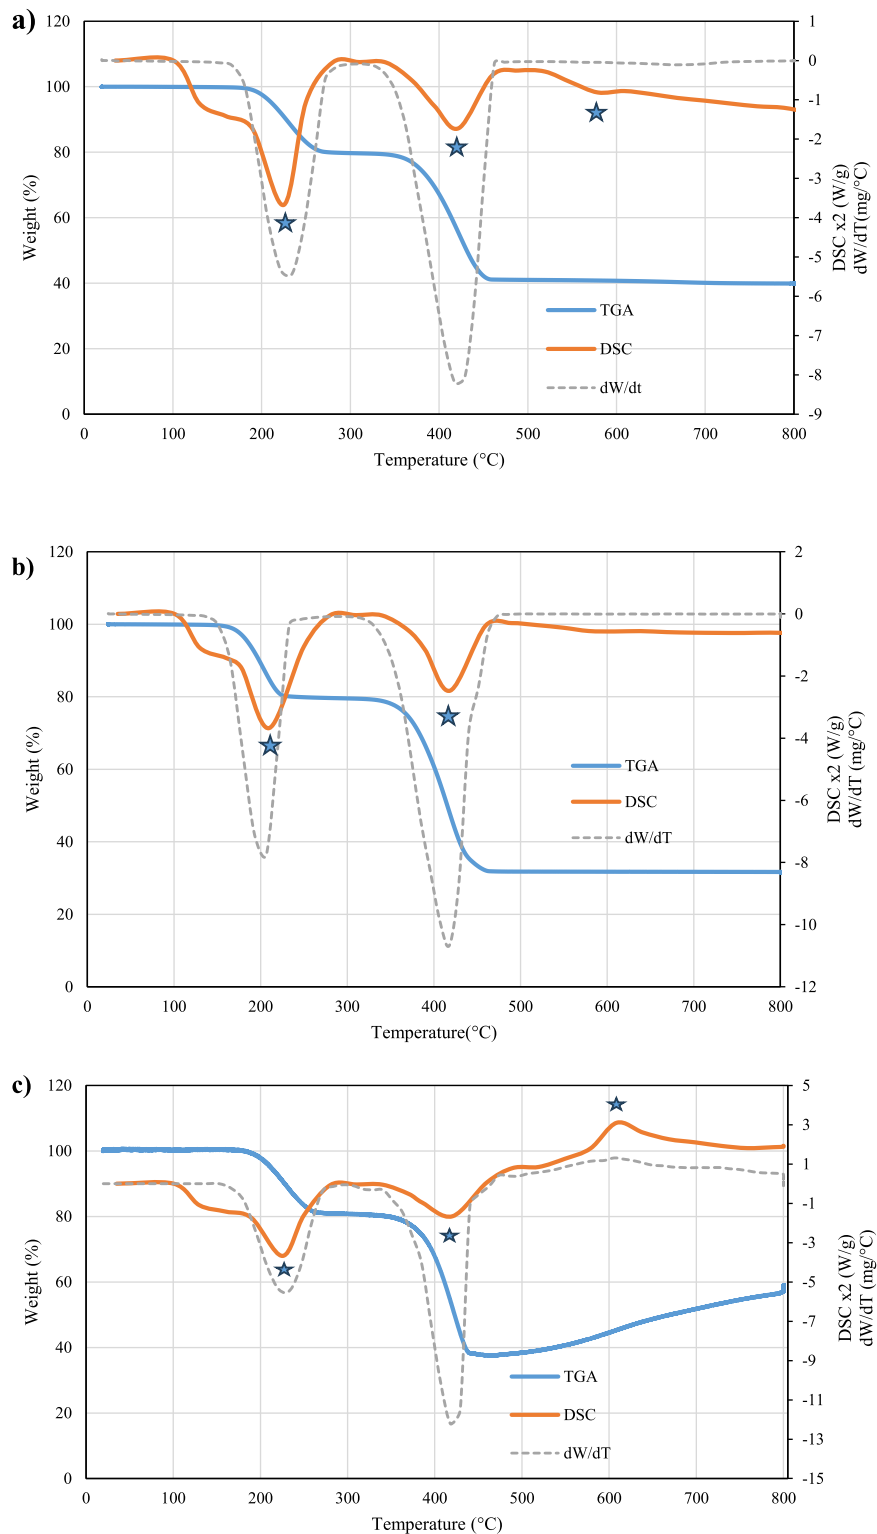 a)
120
100
80
60
40
20
0
Weight (%)
1
0
-1
-2
-3
-4
-5
-6
-7
-8
-9
DSC x2 (W/g)
dW/dT(mg/°C)
TGA
DSC
dW/dt
0 100 200 300 400 500 600 700 800
Temperature (°C)
b)
120
100
80
60
40
20
0
Weight (%)
2
0
-2
-4
-6
-8
-10
-12
DSC x2 (W/g)
dW/dT (mg/°C)
TGA
DSC
dW/dT
0 100 200 300 400 500 600 700 800
Temperature(°C)
c)
120
100
80
60
40
20
0
Weight (%)
5
3
1
-1
-3
-5
-7
-9
-11
-13
-15
DSC x2 (W/g)
dW/dT (mg/°C)
TGA
DSC
dW/dT
0 100 200 300 400 500 600 700 800
Temperature (°C)